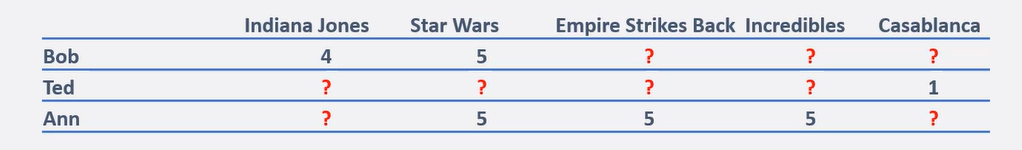 Indiana Jones Star Wars Empire Strikes Back Incredibles Casablanca
Bob 4 5 ? ? ?
Ted ? ? ? ? 1
Ann ? 5 5 5 ?